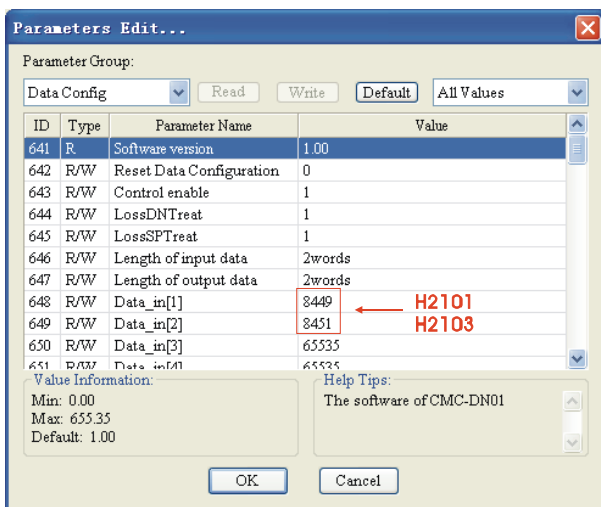 Parameters Edit...
Parameter Group:
Data Config Read Write Default All Values
ID Type Parameter Name Value
641 R Software version 1.00
642 R/W Reset Data Configuration 0
643 R/W Control enable 1
644 R/W LossDNTreat 1
645 R/W LossSPTreat 1
646 R/W Length of input data 2words
647 R/W Length of output data 2words
648 R/W Data_in[1] 8449 H2101
649 R/W Data_in[2] 8451 H2103
650 R/W Data_in[3] 65535
651 R/W Data_in[4] 65535
Value Information:
Min: 0.00
Max: 655.35
Default: 1.00
Help Tips:
The software of CMC-DN01
OK Cancel